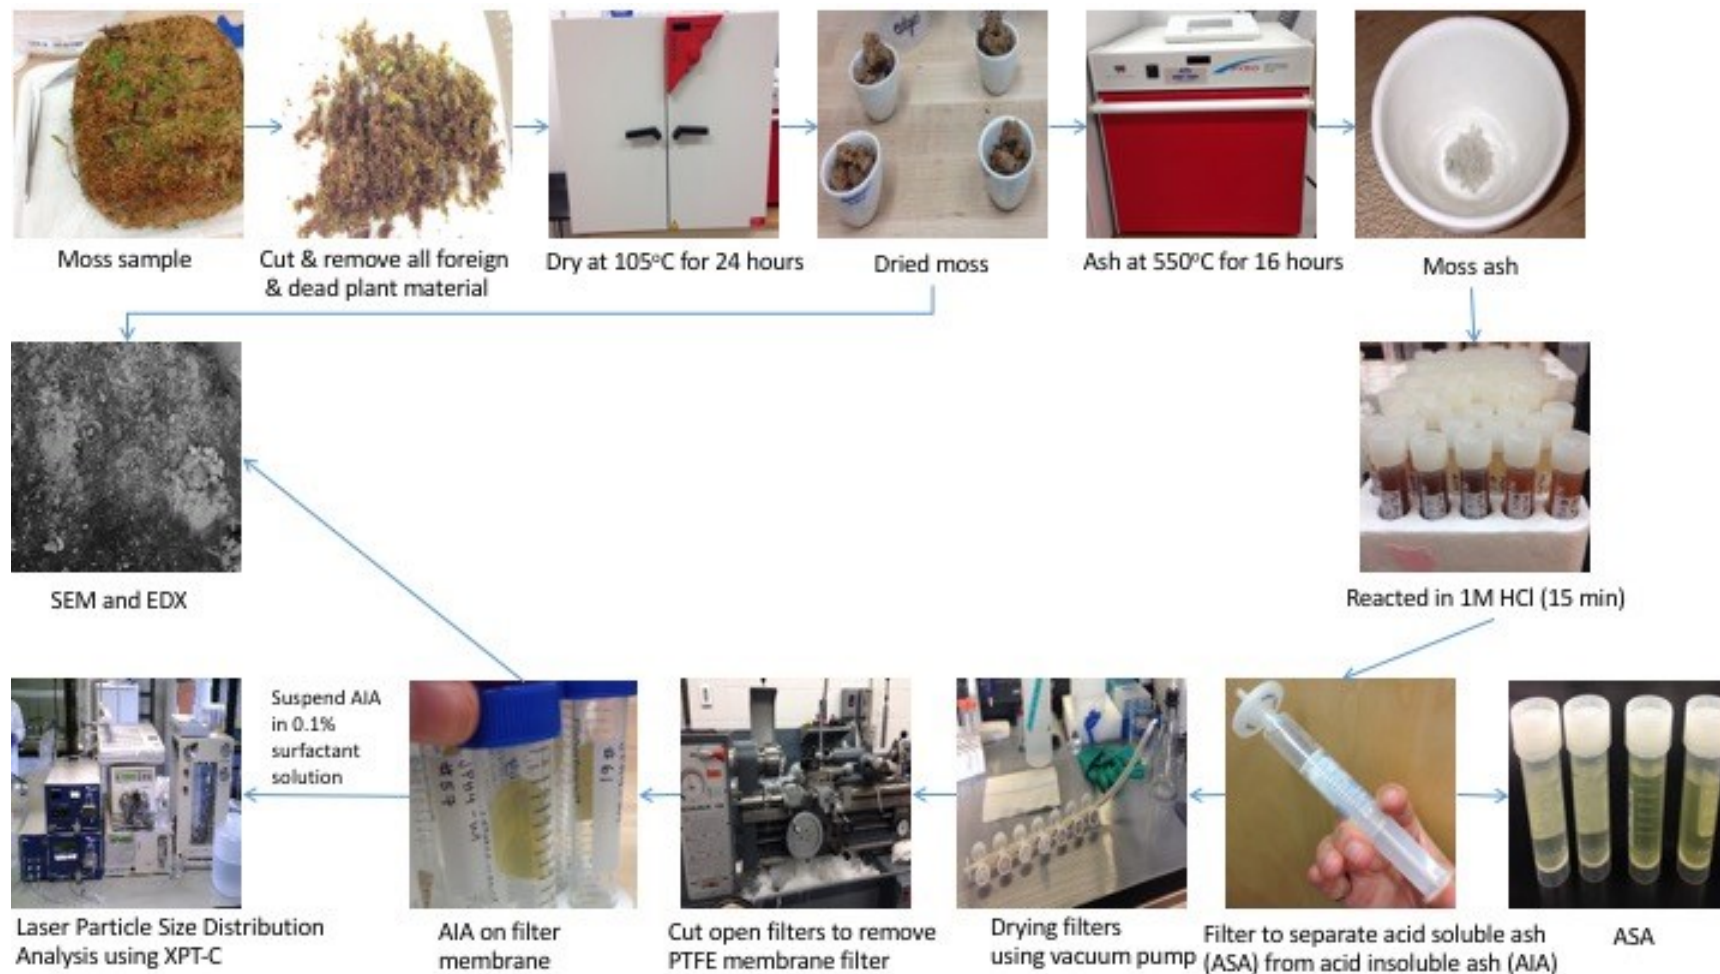 Moss sample
Cut & remove all foreign
& dead plant material
Dry at 105°C for 24 hours
Dried moss
Ash at 550°C for 16 hours
Moss ash
SEM and EDX
Reacted in 1M HCl (15 min)
Suspend AIA
in 0.1%
surfactant
solution
Laser Particle Size Distribution
Analysis using XPT-C
AIA on filter
membrane
Cut open filters to remove
PTFE membrane filter
Drying filters
using vacuum pump
Filter to separate acid soluble ash
(ASA) from acid insoluble ash (AIA)
ASA